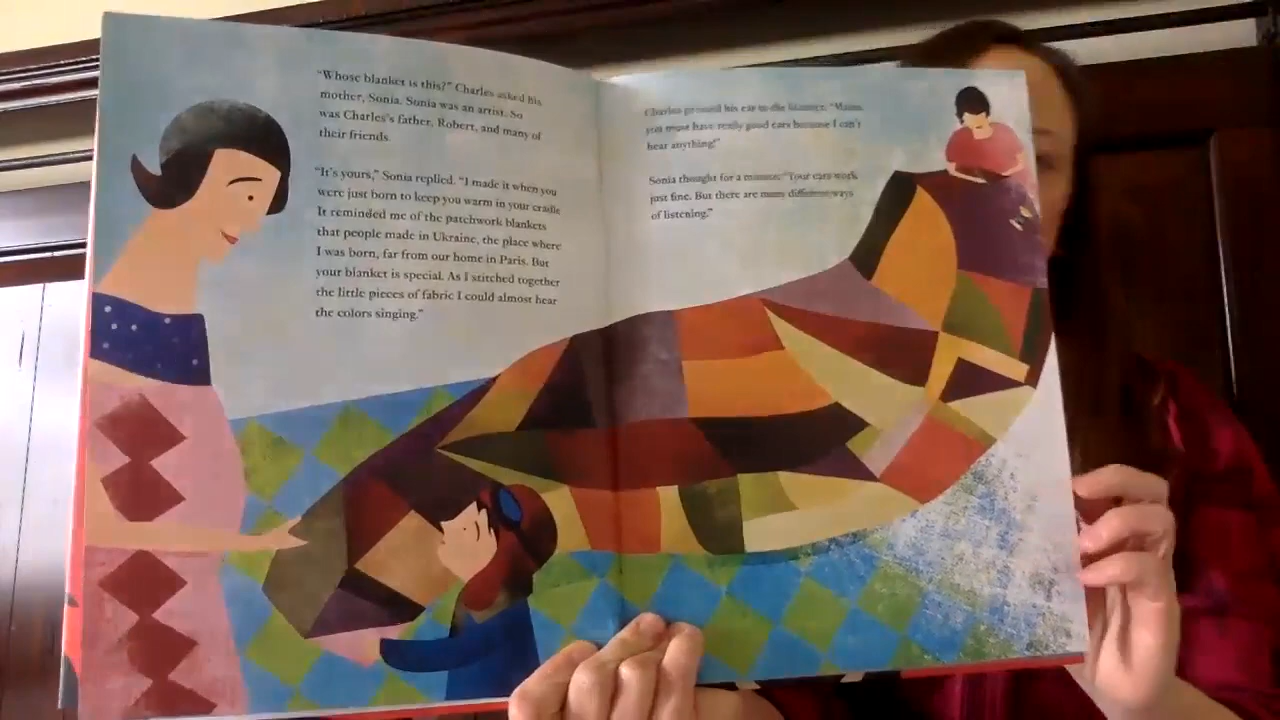 "Whose blanket is this?" Charles asked his
mother, Sonia. Sonia was an artist. So
was Charles's father, Robert, and many of
their friends.
"It's yours," Sonia replied. "I made it when you
were just born to keep you warm in your cradle
It reminded me of the patchwork blankets
that people made in Ukraine, the place where
I was born, far from our home in Paris. But
your blanket is special. As I stitched together
the little pieces of fabric I could almost hear
the colors singing."
Charles pressed his ear to the blanket. "Mama,
you must have really good ears because I can't
hear anything!"
Sonia thought for a minute. "Your ears work
just fine. But there are many different ways
of listening."